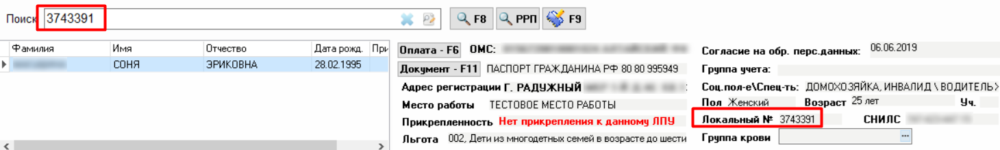 Поиск 3743391 F8 РРП F9
Фамилия Имя Отчество Дата рожд. При
СОНЯ ЭРИКОВНА 28.02.1995
Оплата - F6 ОМС:
Документ - F11 ПАСПОРТ ГРАЖДАНИНА РФ 80 80 995949
Адрес регистрации Г. РАДУЖНЫЙ
Место работы ТЕСТОВОЕ МЕСТО РАБОТЫ
Прикрепленность Нет прикрепления к данному ЛПУ
Льгота 002, Дети из многодетных семей в возрасте до шести
Согласие на обр. перс.данных: 06.06.2019
Группа учета:
Соц.пол-е\Спец-ть: ДОМОХОЗЯЙКА, ИНВАЛИД \ ВОДИТЕЛЬ
Пол Женский Возраст 25 лет Уч.
Локальный № 3743391 СНИЛС
Группа крови ...